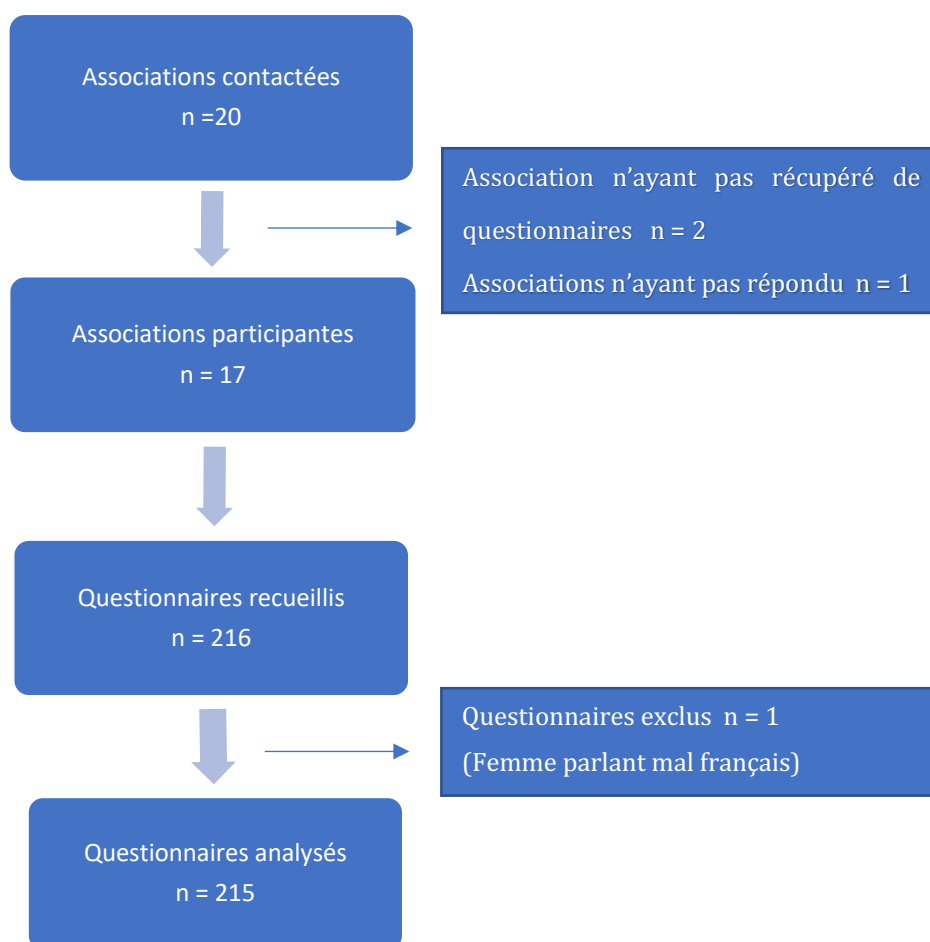 Associations contactées
n =20
Association n'ayant pas récupéré de
questionnaires n = 2
Associations n'ayant pas répondu n = 1
Associations participantes
n = 17
Questionnaires recueillis
n = 216
Questionnaires exclus n = 1
(Femme parlant mal français)
Questionnaires analysés
n = 215